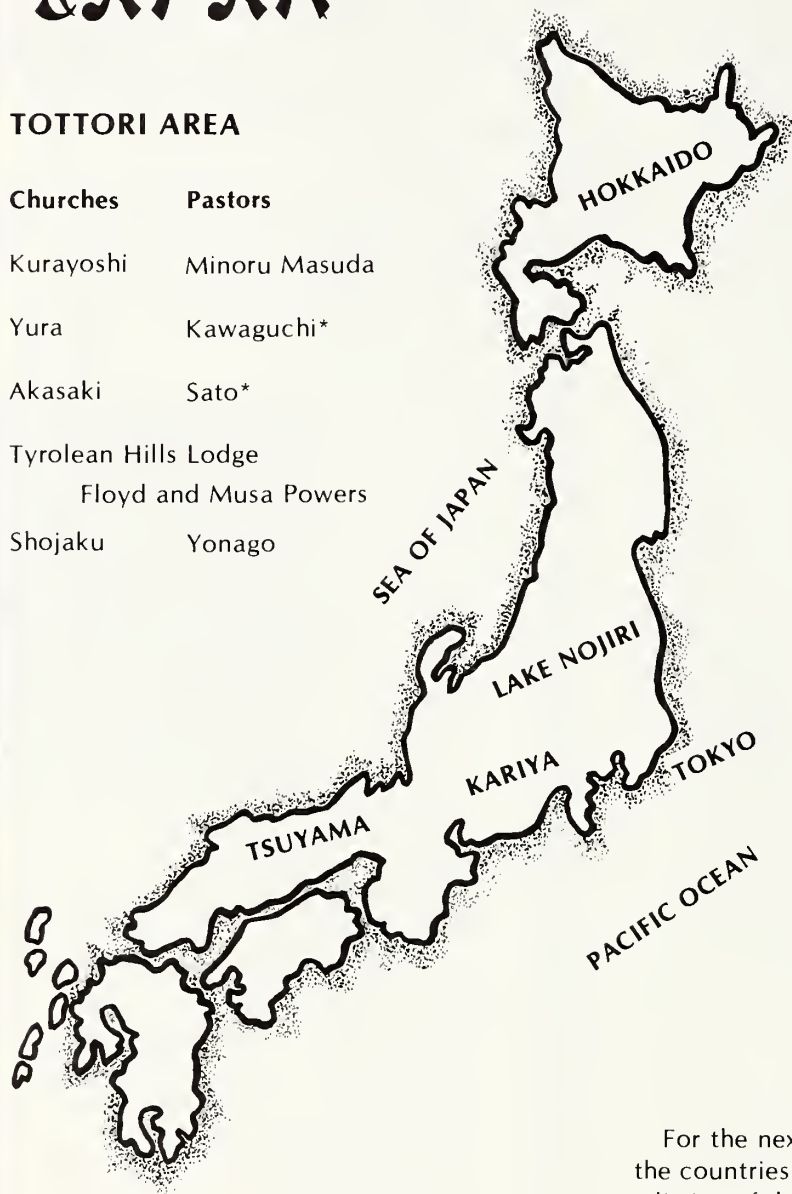 TOTTORI AREA
Churches Pastors
Kurayoshi Minoru Masuda
Yura Kawaguchi*
Akasaki Sato*
Tyrolean Hills Lodge
Floyd and Musa Powers
Shojaku Yonago
HOKKAIDO
SEA OF JAPAN
LAKE NOJIRI
KARIYA
TOKYO
TSUYAMA
PACIFIC OCEAN
For the nex
the countries